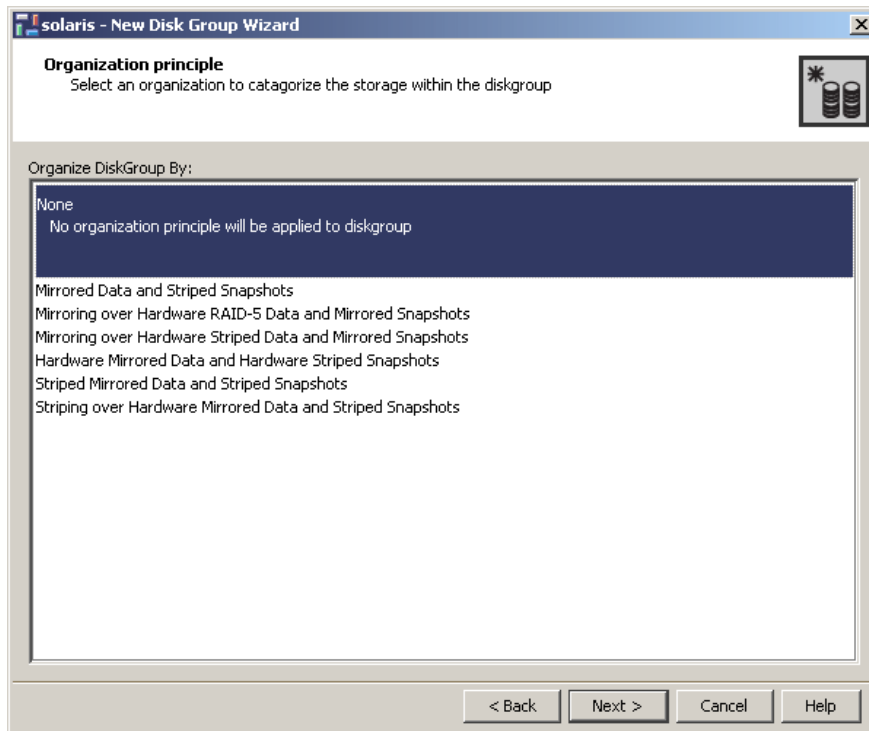 solaris - New Disk Group Wizard
Organization principle
Select an organization to catagorize the storage within the diskgroup
Organize DiskGroup By:
None
No organization principle will be applied to diskgroup
Mirrored Data and Striped Snapshots
Mirroring over Hardware RAID-5 Data and Mirrored Snapshots
Mirroring over Hardware Striped Data and Mirrored Snapshots
Hardware Mirrored Data and Hardware Striped Snapshots
Striped Mirrored Data and Striped Snapshots
Striping over Hardware Mirrored Data and Striped Snapshots
< Back Next > Cancel Help